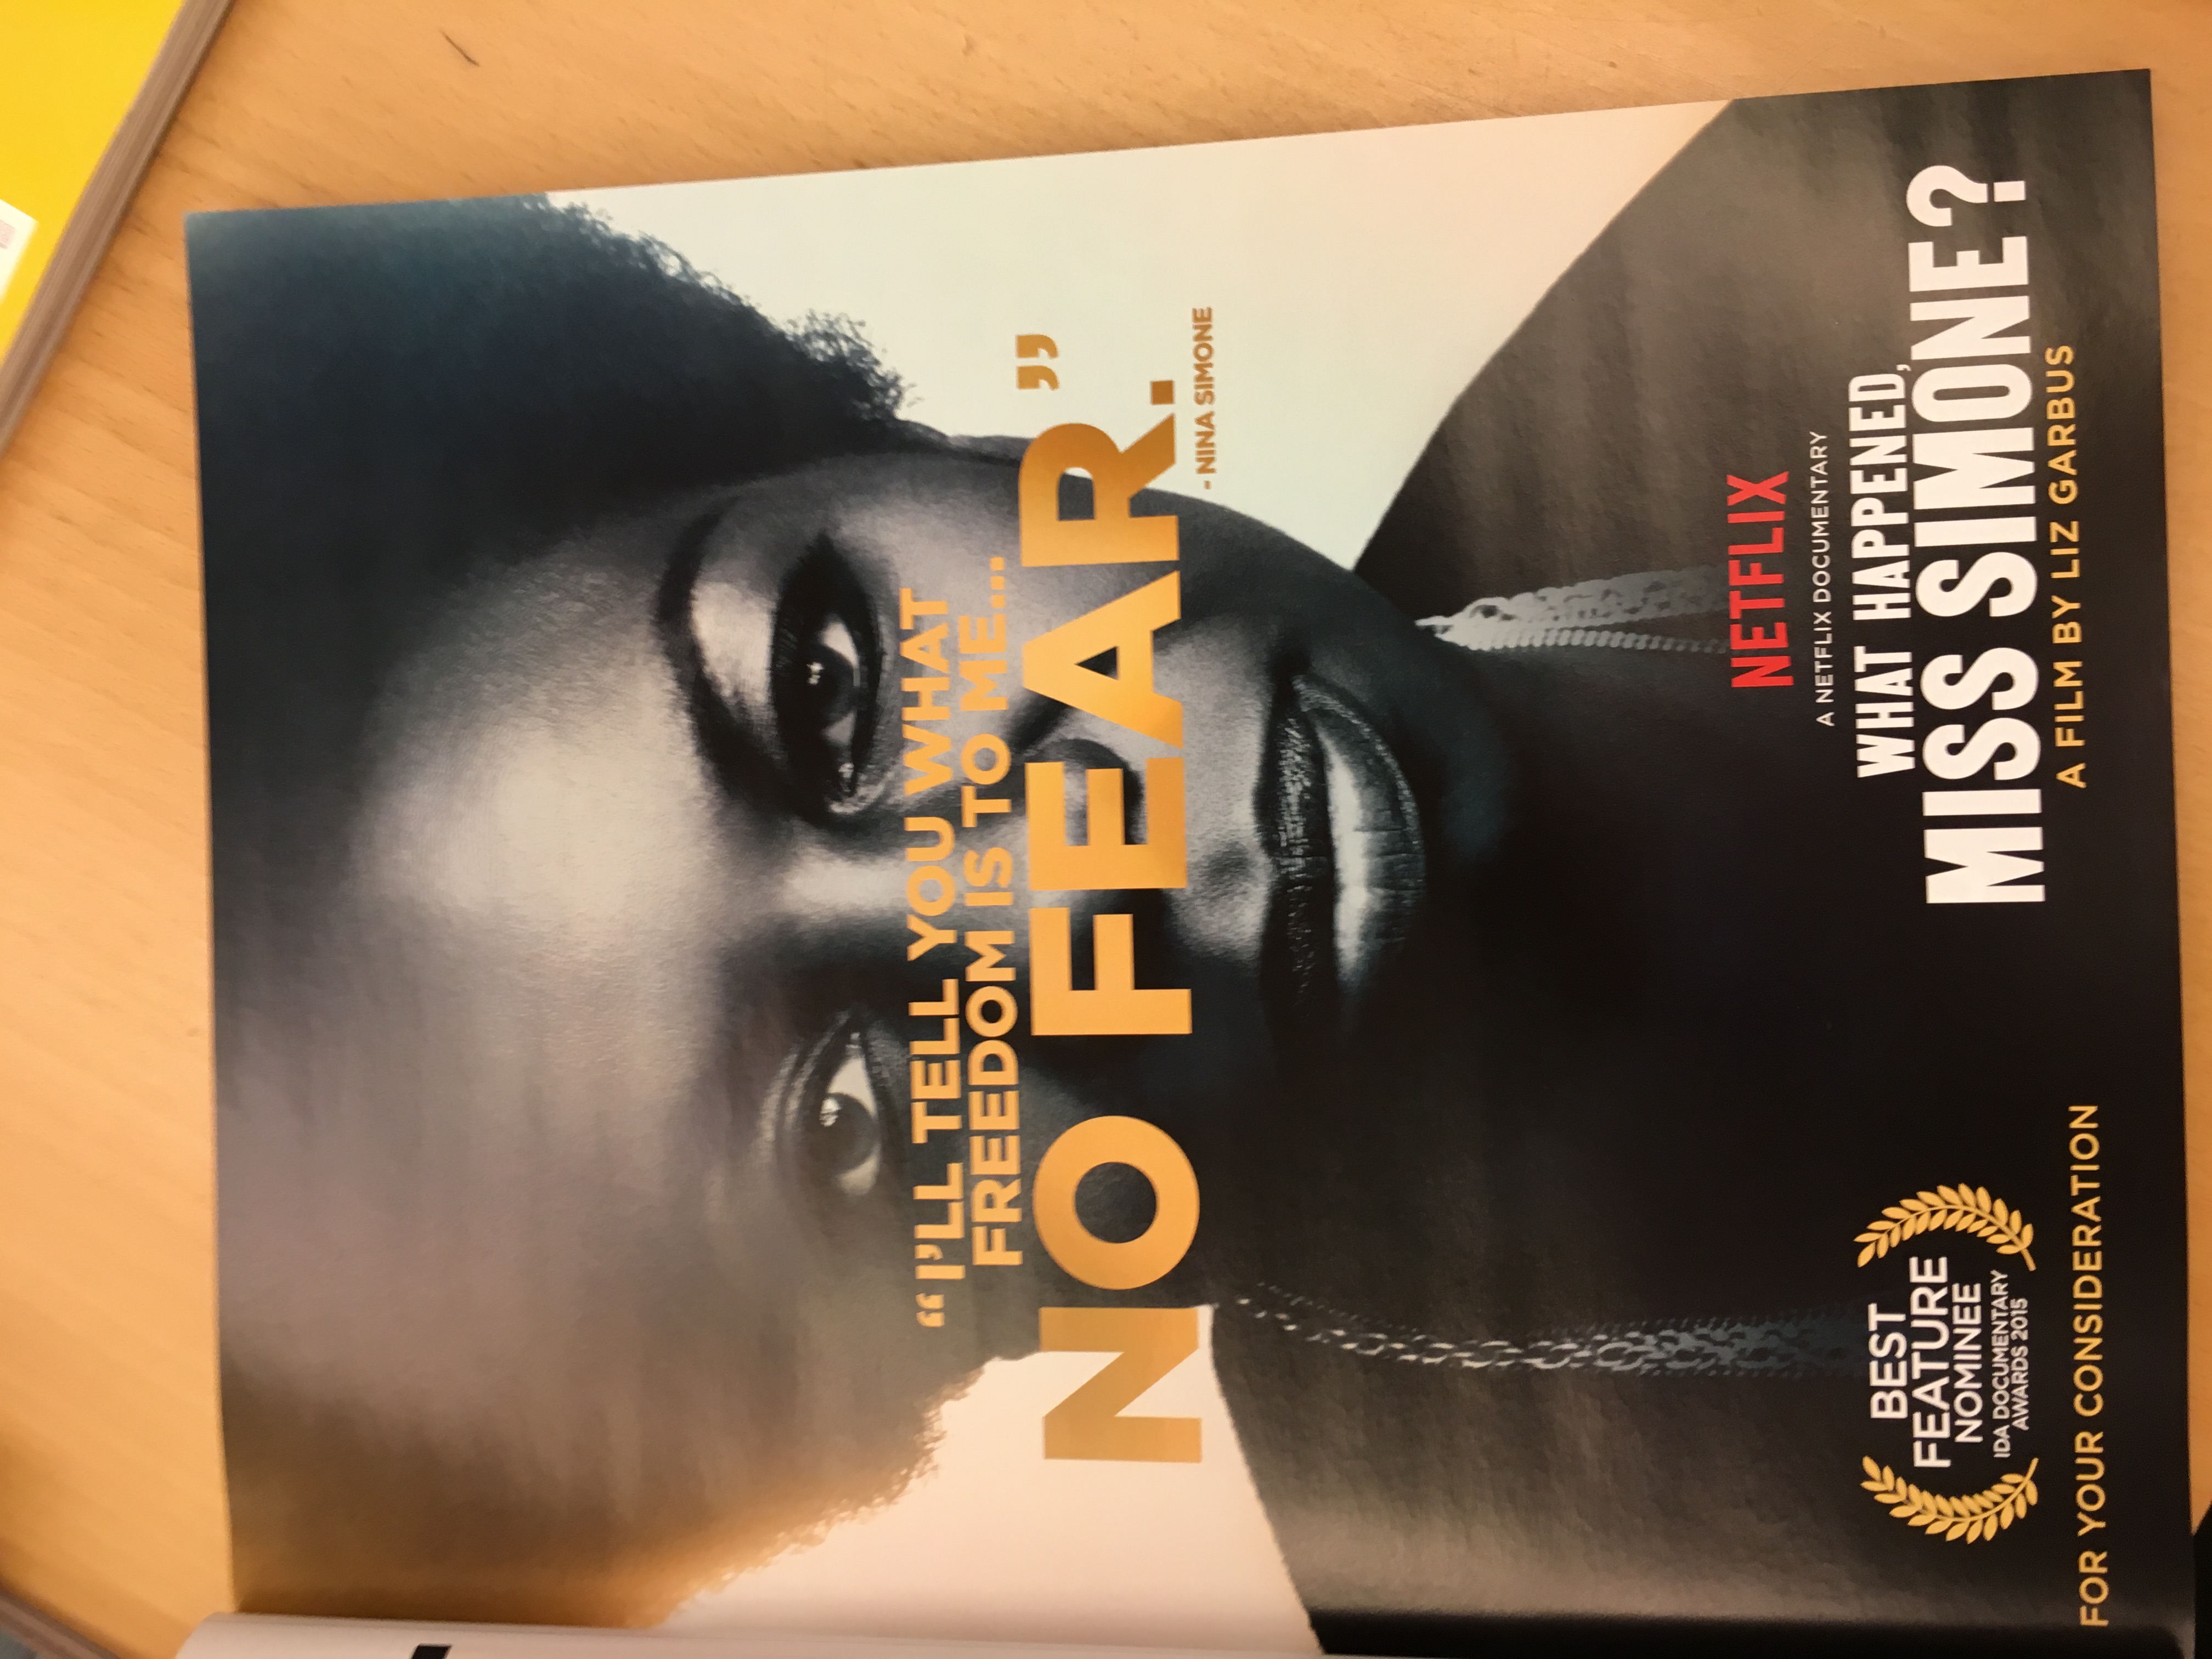 “I’LL TELL YOU WHAT
FREEDOM IS TO ME...
NO FEAR.”
- NINA SIMONE
NETFLIX
A NETFLIX DOCUMENTARY
WHAT HAPPENED,
MISS SIMONE?
A FILM BY LIZ GARBUS
BEST
FEATURE
NOMINEE
IDA DOCUMENTARY
AWARDS 2015
FOR YOUR CONSIDERATION